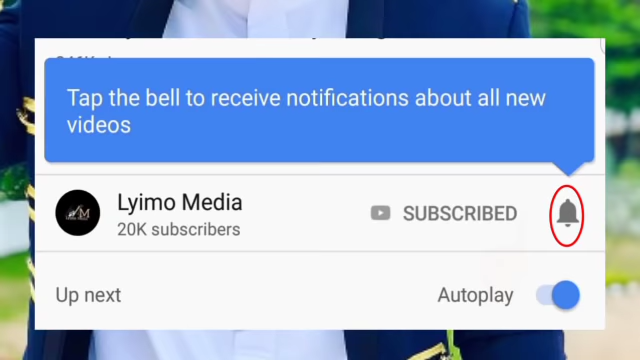 Tap the bell to receive notifications about all new
videos
Lyimo Media
20K subscribers
SUBSCRIBED
Up next
Autoplay